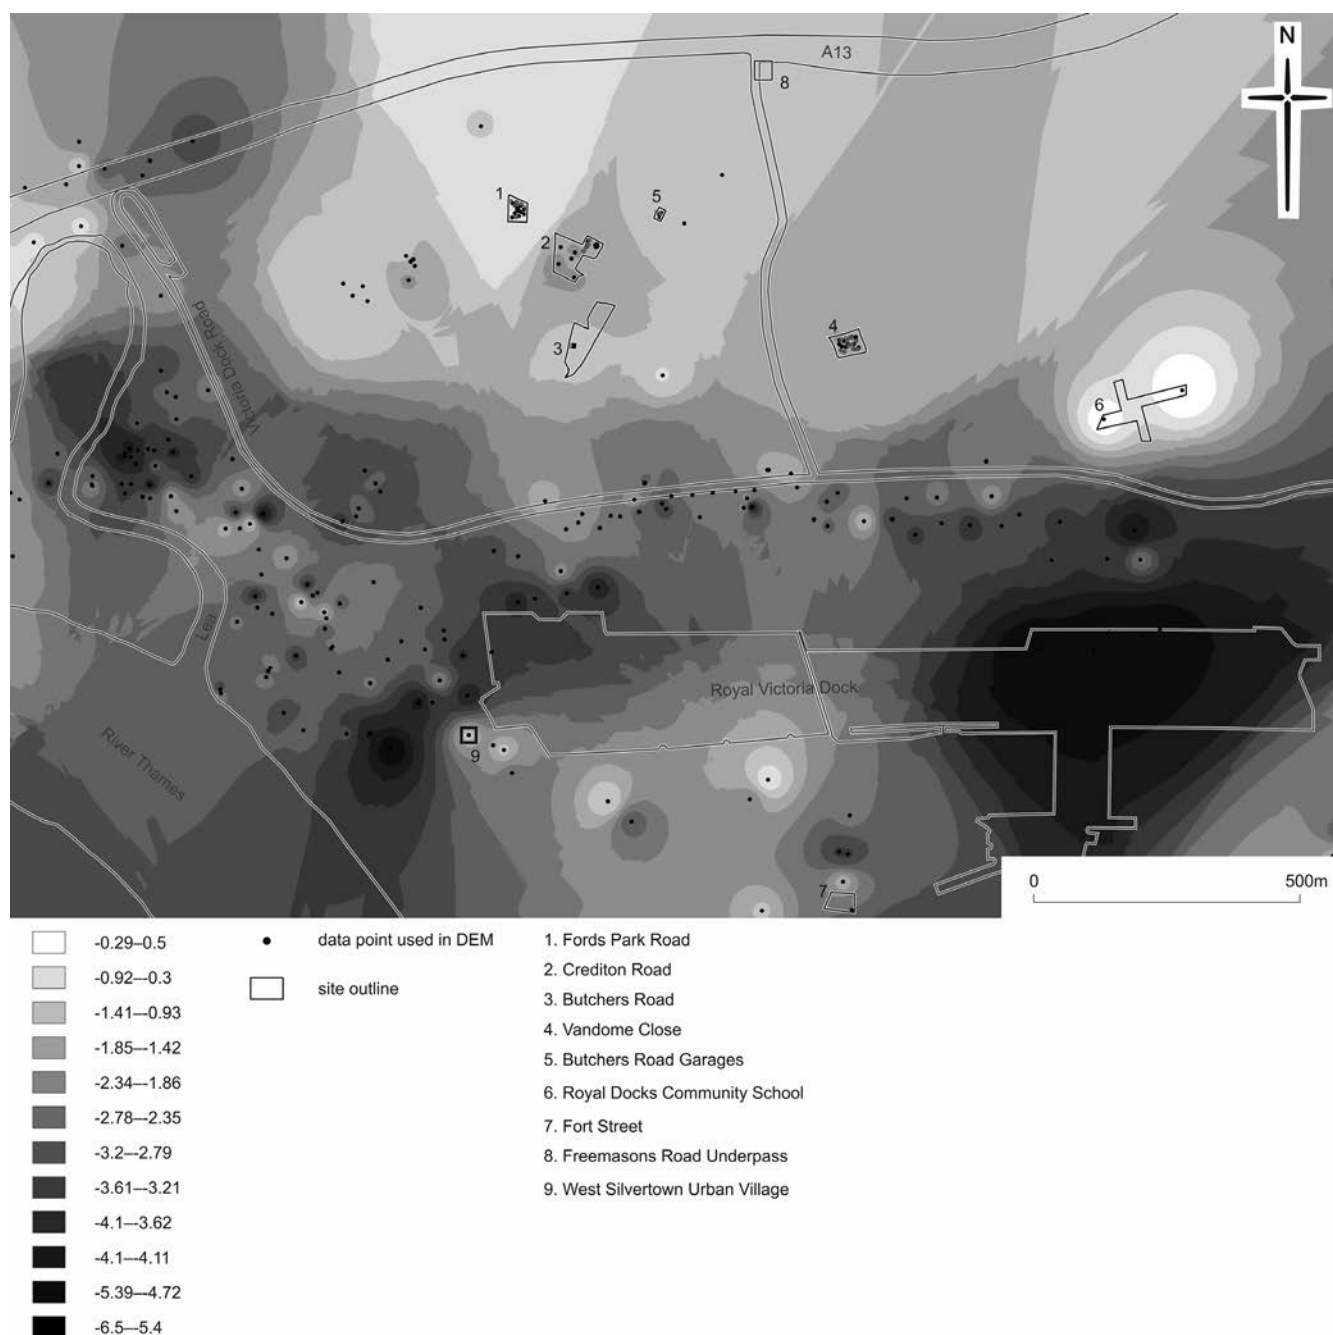 N
A13
8
1
5
2
3
4
6
Victoria Dock Road
Lea
River Thames
Royal Victoria Dock
9
7
0 500m
-0.29–0.5
-0.92–-0.3
-1.41–-0.93
-1.85–-1.42
-2.34–-1.86
-2.78–-2.35
-3.2–-2.79
-3.61–-3.21
-4.1–-3.62
-4.1–-4.11
-5.39–-4.72
-6.5–-5.4
data point used in DEM
site outline
1. Fords Park Road
2. Crediton Road
3. Butchers Road
4. Vandome Close
5. Butchers Road Garages
6. Royal Docks Community School
7. Fort Street
8. Freemasons Road Underpass
9. West Silvertown Urban Village